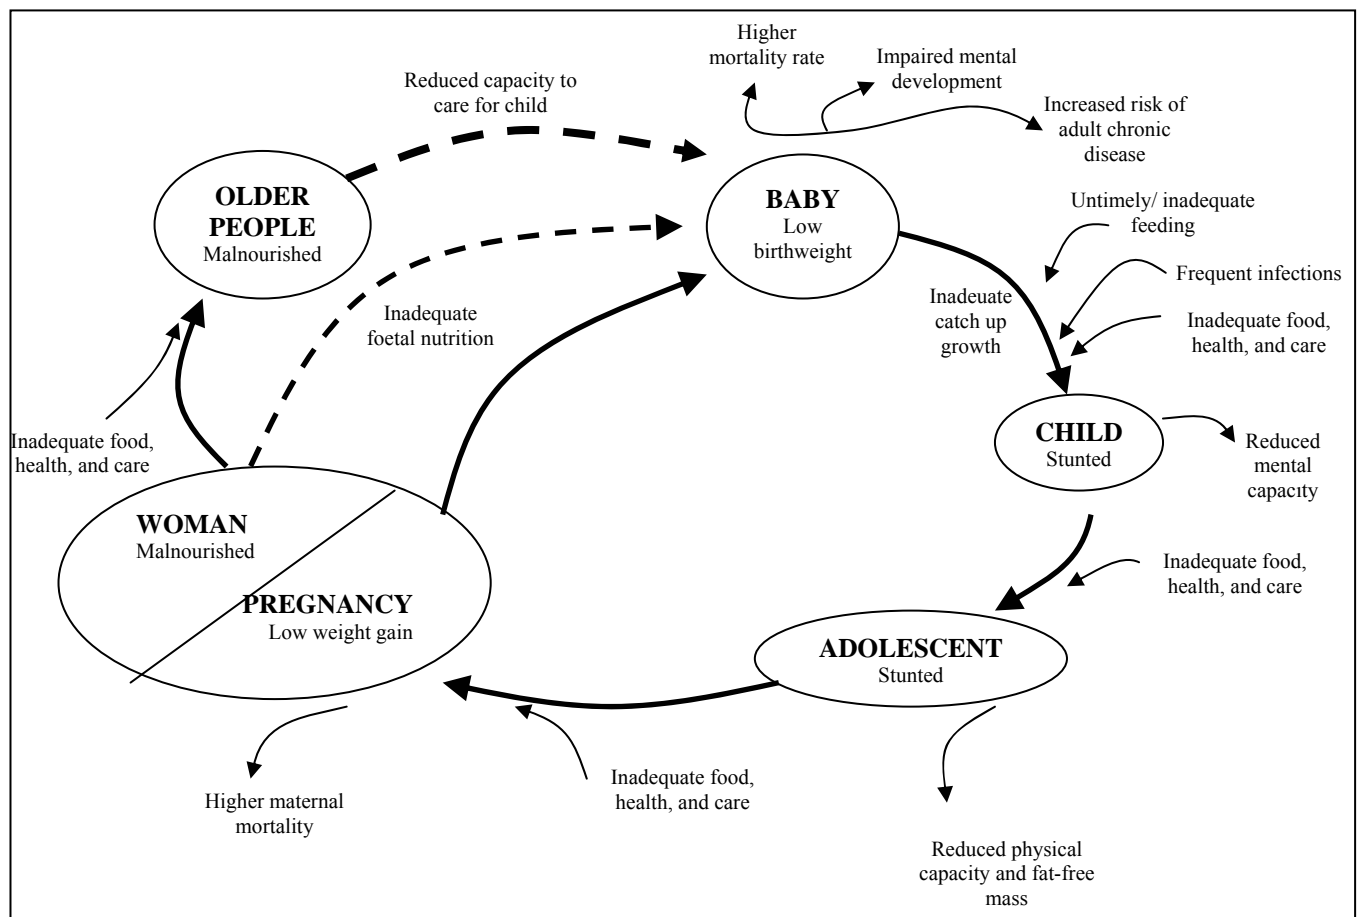 Higher
mortality rate
Impaired mental
development
Increased risk of
adult chronic
disease
Reduced capacity to
care for child
OLDER
PEOPLE
Malnourished
BABY
Low
birthweight
Untimely/ inadequate
feeding
Frequent infections
Inadequate food,
health, and care
Inadeuate
catch up
growth
Inadequate
foetal nutrition
Inadequate food,
health, and care
CHILD
Stunted
Reduced
mental
capacity
WOMAN
Malnourished
PREGNANCY
Low weight gain
Inadequate food,
health, and care
ADOLESCENT
Stunted
Inadequate food,
health, and care
Higher maternal
mortality
Reduced physical
capacity and fat-free
mass